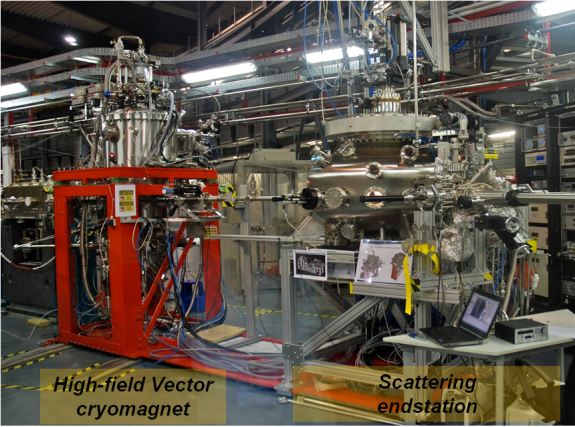 High-field Vector
cryomagnet
Scattering
endstation